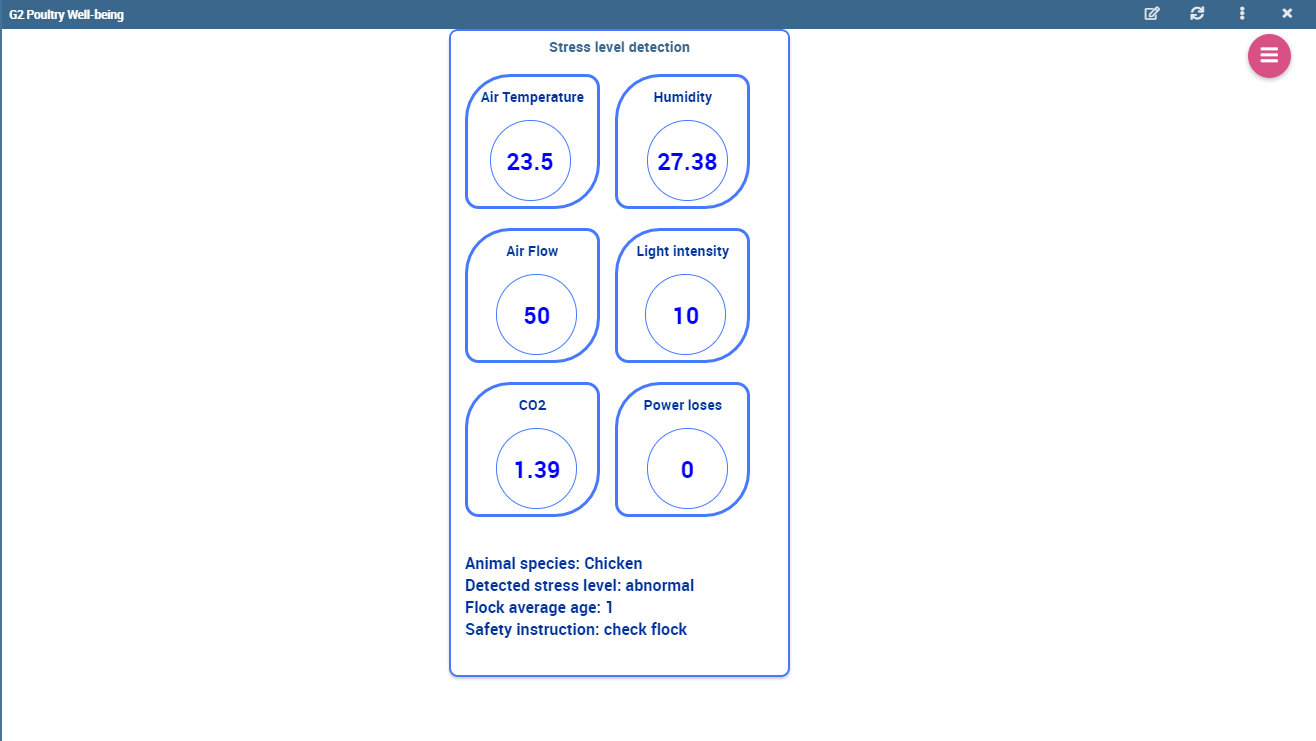 G2 Poultry Well-being
Stress level detection
Air Temperature
23.5
Humidity
27.38
Air Flow
50
Light intensity
10
CO2
1.39
Power loses
0
Animal species: Chicken
Detected stress level: abnormal
Flock average age: 1
Safety instruction: check flock